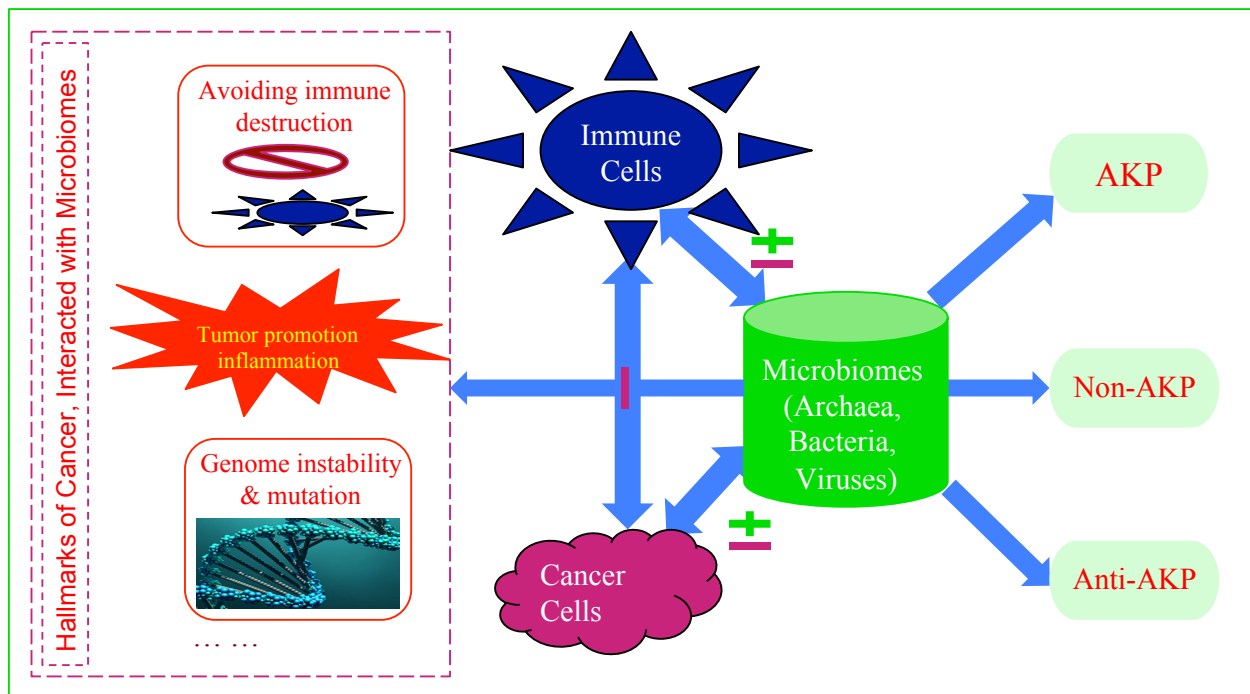 Hallmarks of Cancer, Interacted with Microbiomes
Avoiding immune
destruction
Tumor promotion
inflammation
Genome instability
& mutation
... ...
Immune
Cells
±
Microbiomes
(Archaea,
Bacteria,
Viruses)
±
Cancer
Cells
AKP
Non-AKP
Anti-AKP